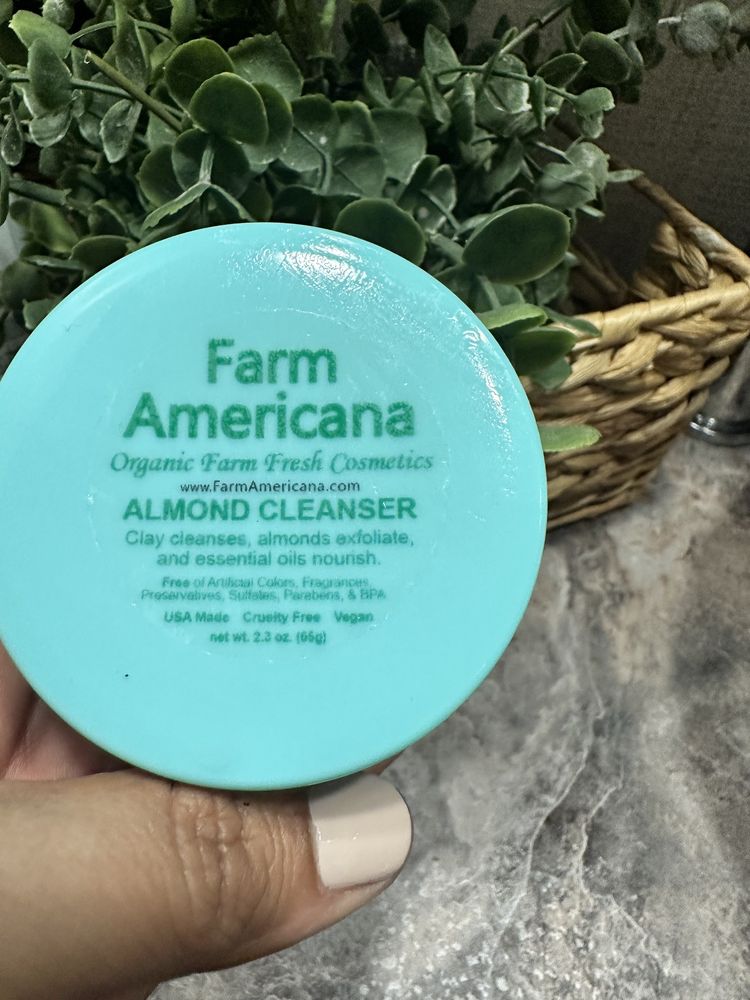 Farm
Americana
Organic Farm Fresh Cosmetics
www.FarmAmericana.com
ALMOND CLEANSER
Clay cleanses, almonds exfoliate,
and essential oils nourish.
Free of Artificial Colors, Fragrances,
Preservatives, Sulfates, Parabens, & BPA
USA Made Cruelty Free Vegan
net wt. 2.3 oz. (65g)